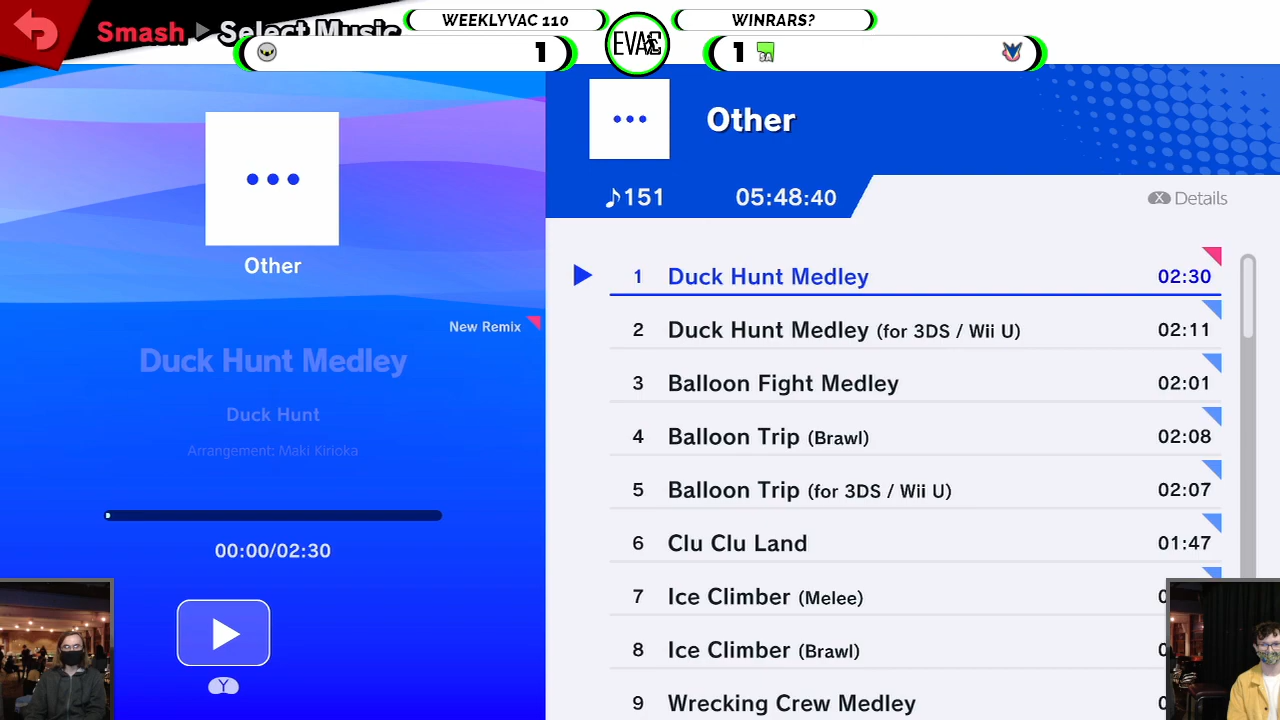 WEEKLYVAC 110
WINRARS?
Smash ▶ Select Music
1
EVAC
1
Other
Other
♪151
05:48:40
X Details
New Remix
Duck Hunt Medley
Duck Hunt
Arrangement: Maki Kirioka
00:00/02:30
Y
1 Duck Hunt Medley 02:30
2 Duck Hunt Medley (for 3DS / Wii U) 02:11
3 Balloon Fight Medley 02:01
4 Balloon Trip (Brawl) 02:08
5 Balloon Trip (for 3DS / Wii U) 02:07
6 Clu Clu Land 01:47
7 Ice Climber (Melee)
8 Ice Climber (Brawl)
9 Wrecking Crew Medley